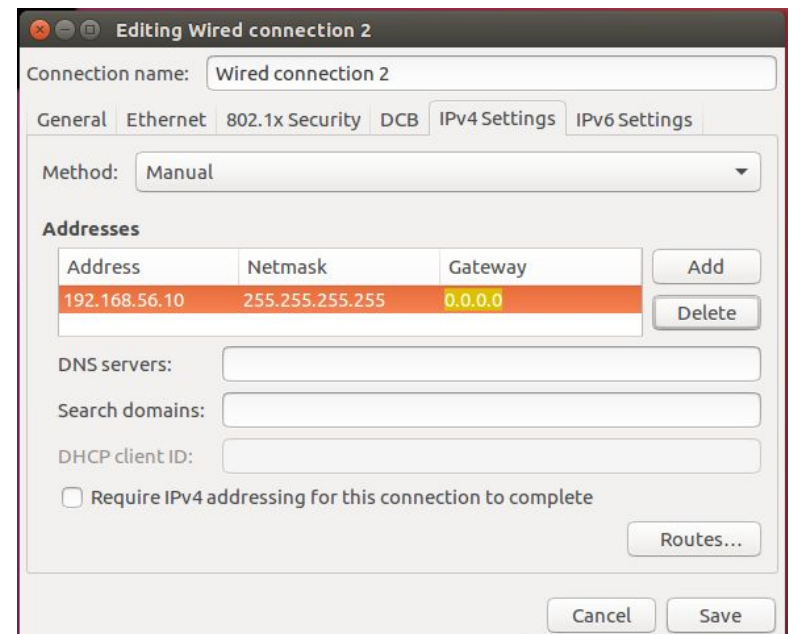 Editing Wired connection 2
Connection name: Wired connection 2
General Ethernet 802.1x Security DCB IPv4 Settings IPv6 Settings
Method: Manual
Addresses
Address Netmask Gateway Add
192.168.56.10 255.255.255.255 0.0.0.0
Delete
DNS servers:
Search domains:
DHCP client ID:
Require IPv4 addressing for this connection to complete
Routes...
Cancel Save